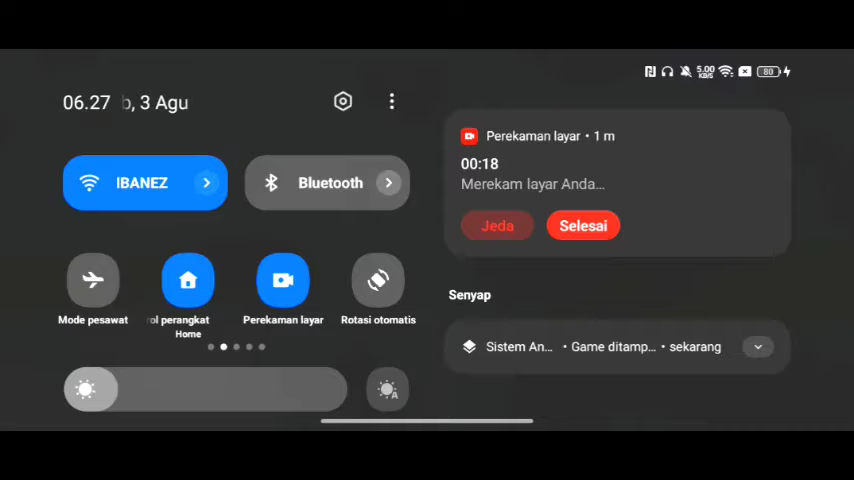 06.27 b, 3 Agu
5.00
KB/S
80
IBANEZ
Bluetooth
Perekaman layar • 1 m
00:18
Merekam layar Anda...
Jeda
Selesai
Mode pesawat
rol perangkat
Home
Perekaman layar
Rotasi otomatis
Senyap
Sistem An... • Game ditamp... • sekarang
A